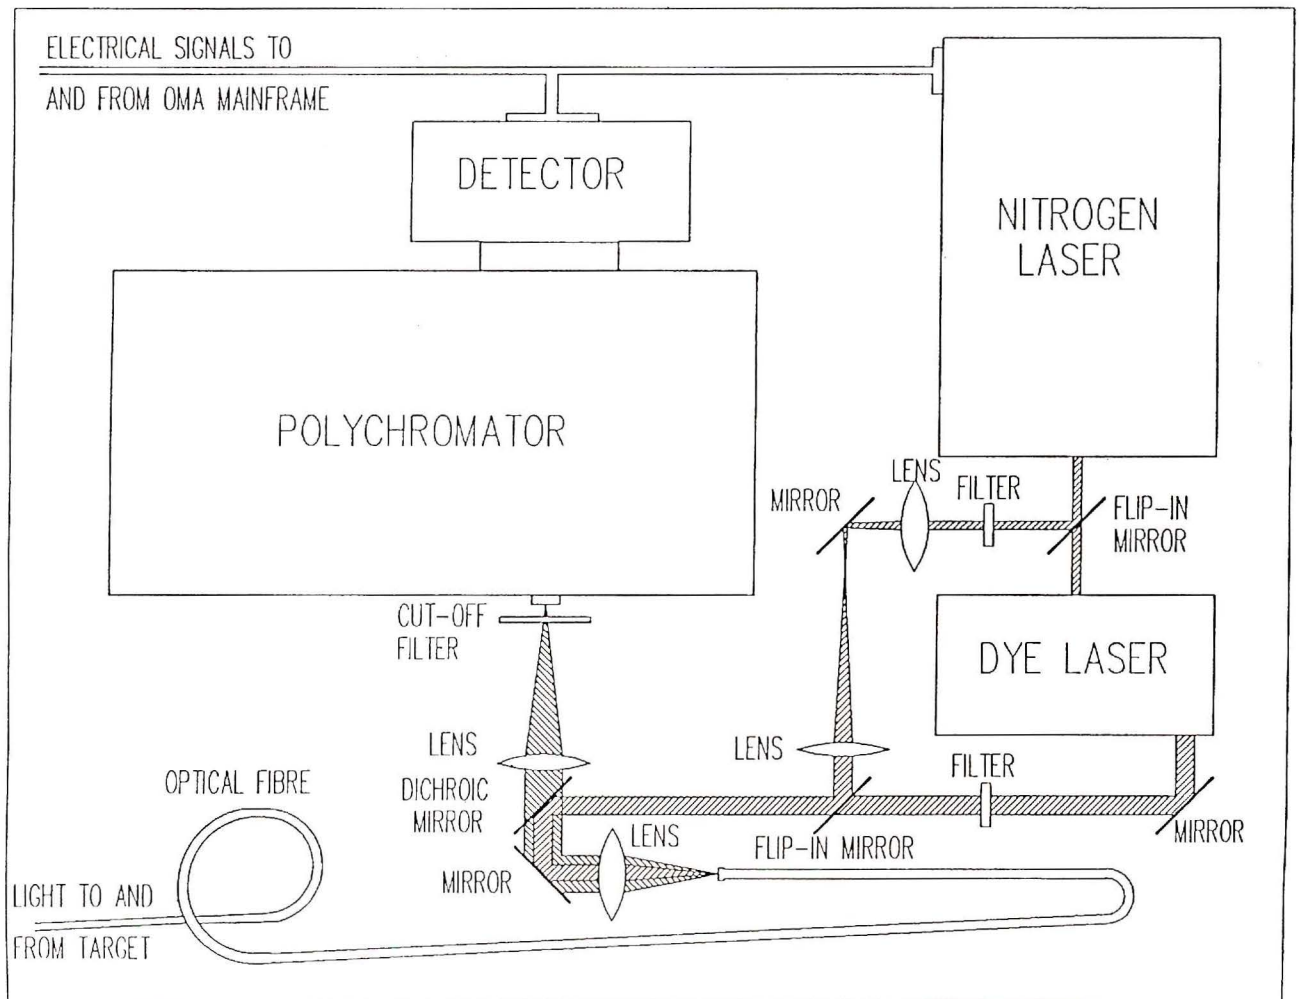 ELECTRICAL SIGNALS TO
AND FROM OMA MAINFRAME
DETECTOR
NITROGEN
LASER
POLYCHROMATOR
LENS
FILTER
MIRROR
FLIP-IN
MIRROR
CUT-OFF
FILTER
DYE LASER
LENS
LENS
FILTER
OPTICAL FIBRE
DICHROIC
MIRROR
LENS
FLIP-IN MIRROR
MIRROR
MIRROR
LIGHT TO AND
FROM TARGET